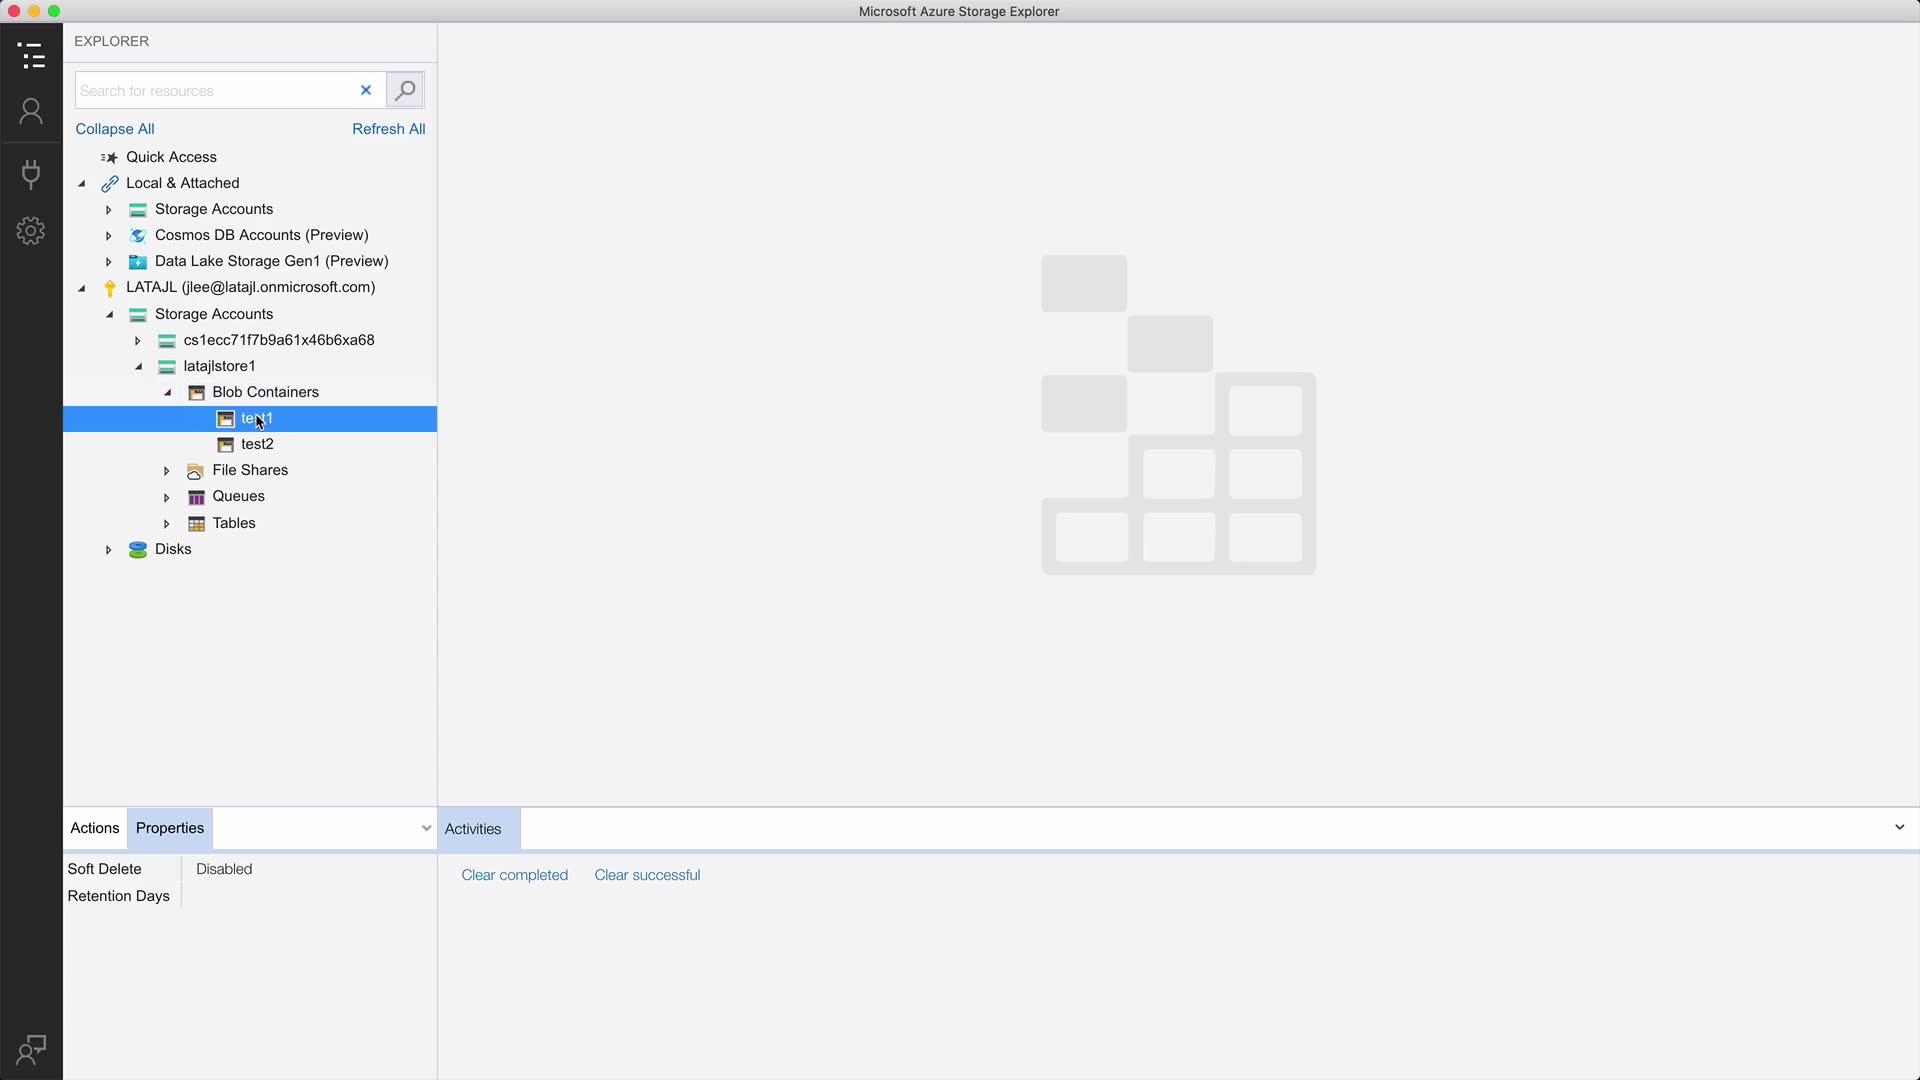 Microsoft Azure Storage Explorer
EXPLORER
Search for resources
Collapse All
Refresh All
Quick Access
Local & Attached
Storage Accounts
Cosmos DB Accounts (Preview)
Data Lake Storage Gen1 (Preview)
LATAJL (jlee@latajl.onmicrosoft.com)
Storage Accounts
cs1ecc71f7b9a61x46b6xa68
latajlstore1
Blob Containers
test1
test2
File Shares
Queues
Tables
Disks
Actions
Properties
Soft Delete Disabled
Retention Days
Activities
Clear completed
Clear successful